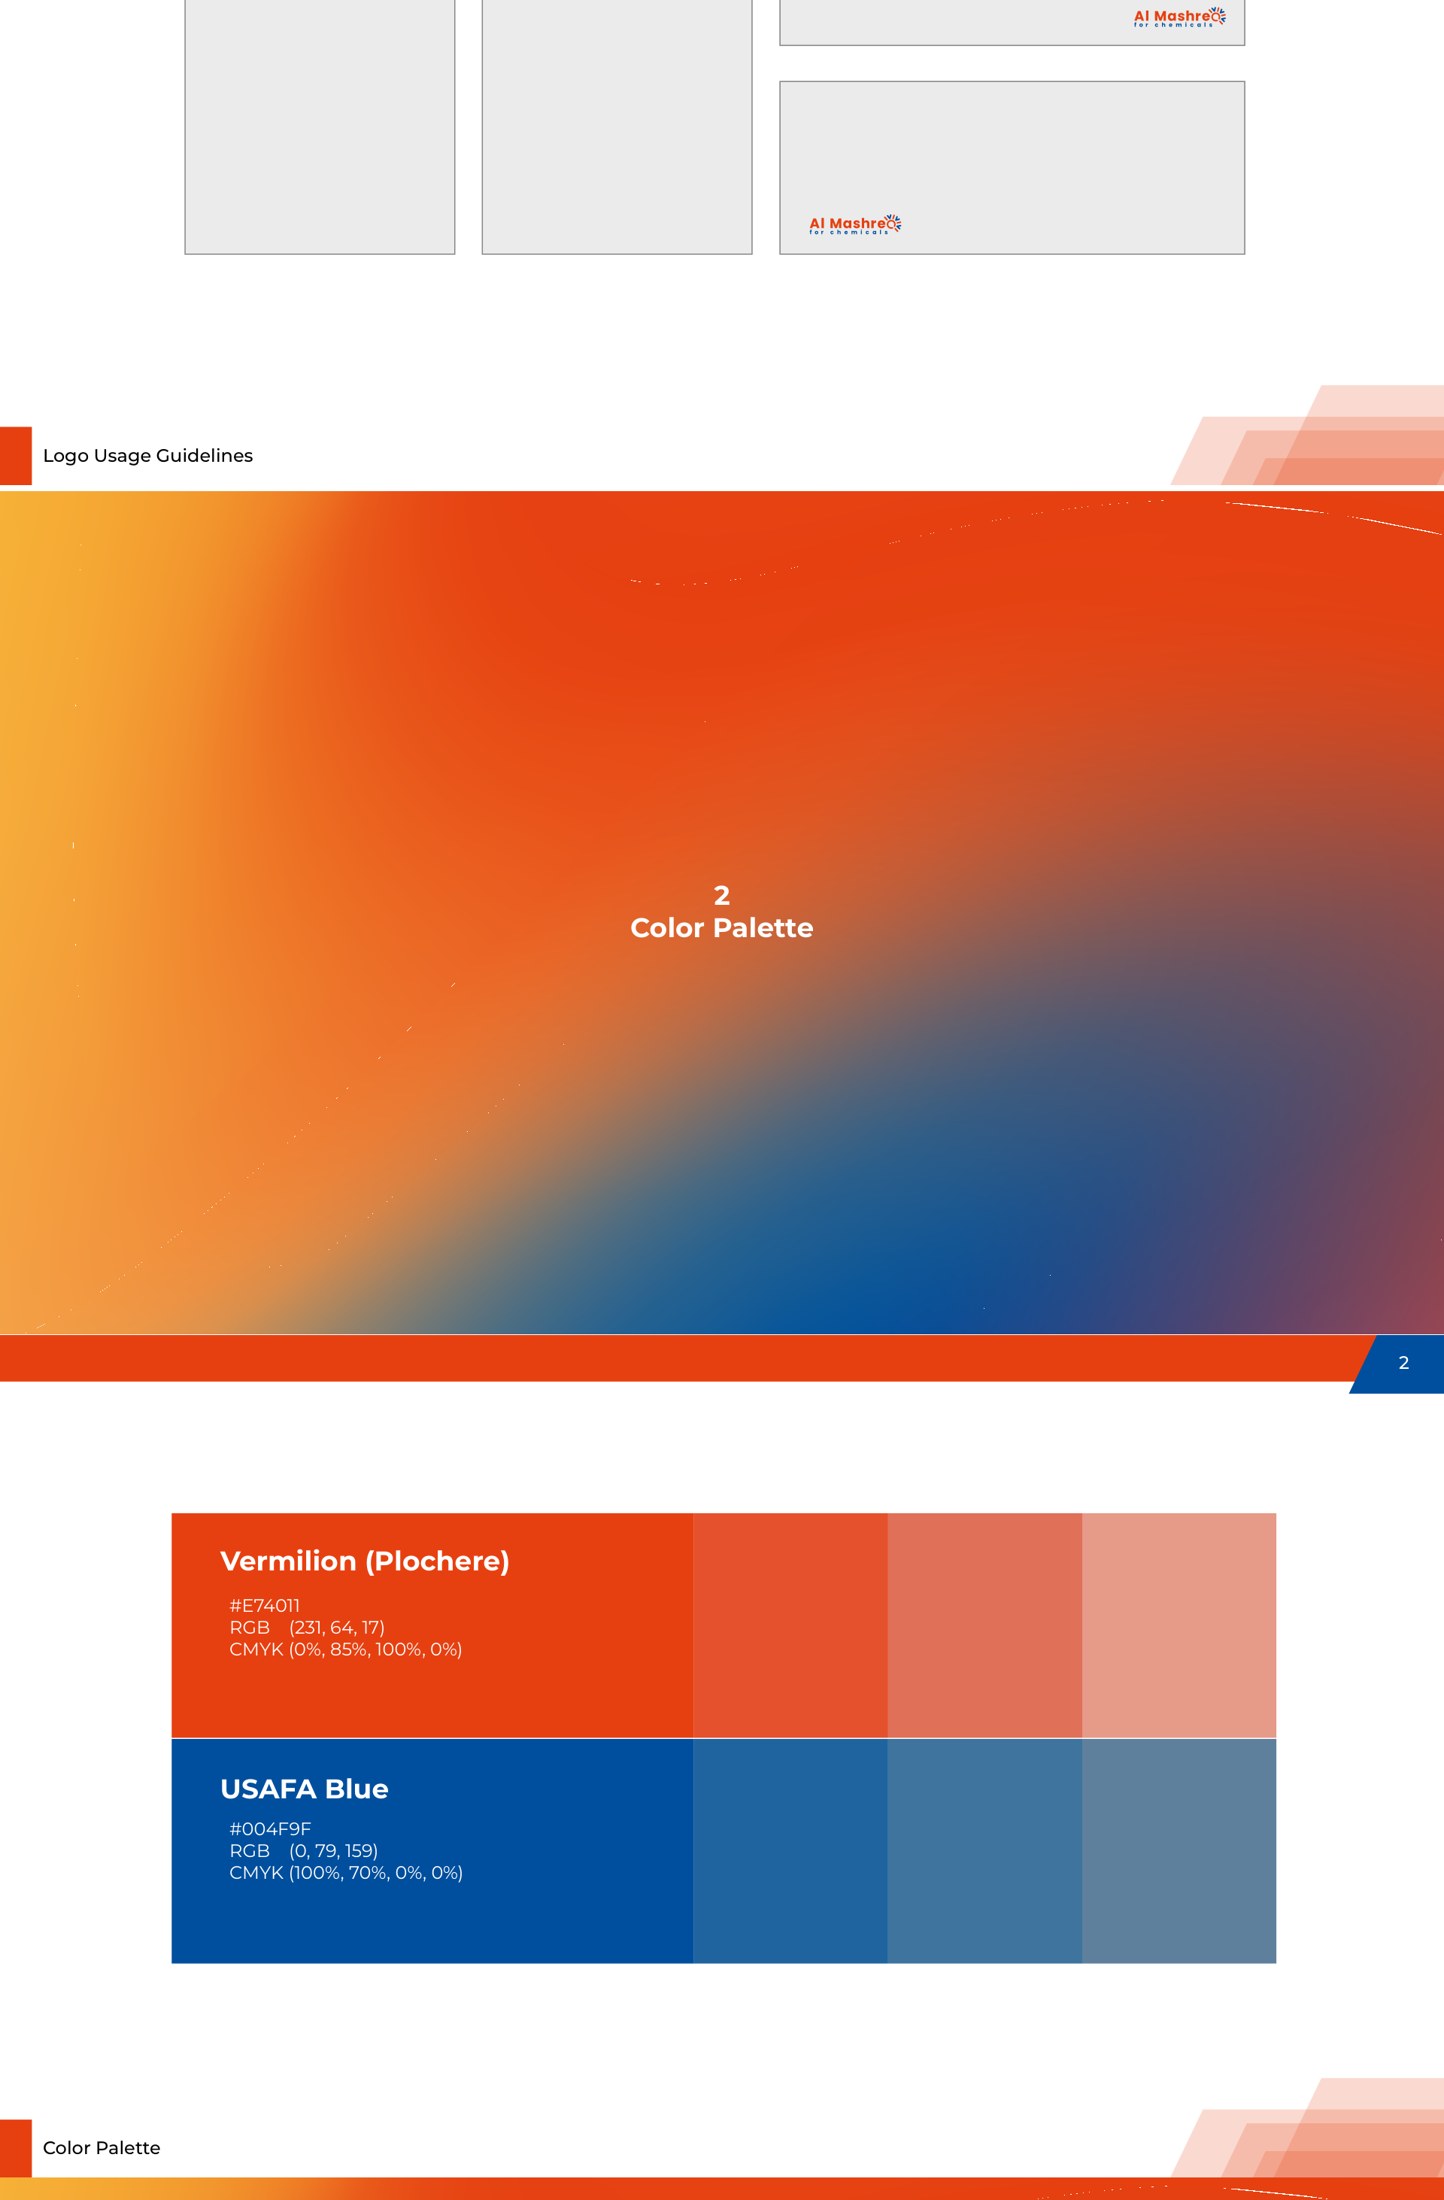 Al Mashreq
for chemicals
Al Mashreq
for chemicals
Logo Usage Guidelines
2
Color Palette
2
Vermilion (Plochere)
#E74011
RGB (231, 64, 17)
CMYK (0%, 85%, 100%, 0%)
USAFA Blue
#004F9F
RGB (0, 79, 159)
CMYK (100%, 70%, 0%, 0%)
Color Palette